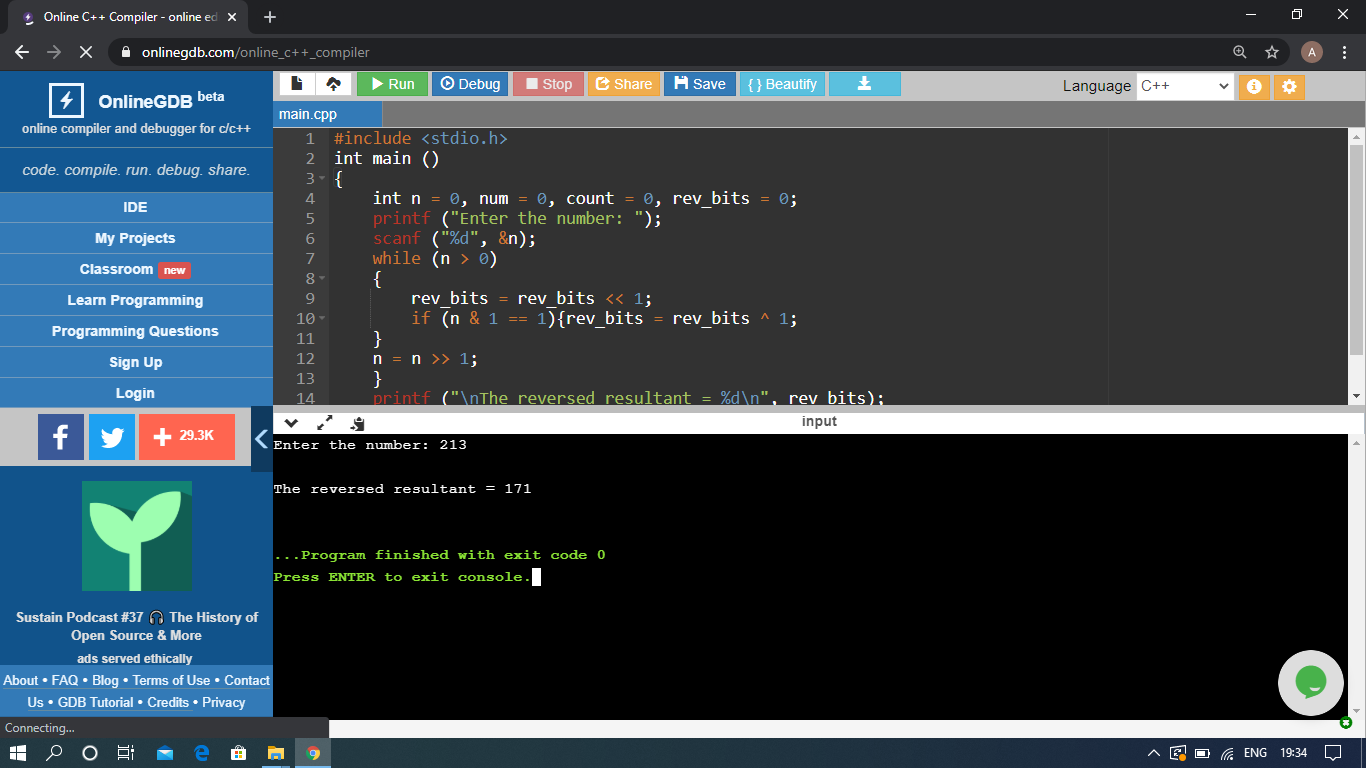 Online C++ Compiler - online ed
onlinegdb.com/online_c++_compiler
A
OnlineGDB beta
online compiler and debugger for c/c++
code. compile. run. debug. share.
IDE
My Projects
Classroom new
Learn Programming
Programming Questions
Sign Up
Login
f
+ 29.3K
Sustain Podcast #37 🎧 The History of
Open Source & More
ads served ethically
About • FAQ • Blog • Terms of Use • Contact
Us • GDB Tutorial • Credits • Privacy
Connecting...
Run Debug Stop Share Save { } Beautify
Language C++
main.cpp
1 #include <stdio.h>
2 int main ()
3 {
4 int n = 0, num = 0, count = 0, rev_bits = 0;
5 printf ("Enter the number: ");
6 scanf ("%d", &n);
7 while (n > 0)
8 {
9 rev_bits = rev_bits << 1;
10 if (n & 1 == 1){rev_bits = rev_bits ^ 1;
11 }
12 n = n >> 1;
13 }
14 printf ("\nThe reversed resultant = %d\n", rev_bits);
input
Enter the number: 213
The reversed resultant = 171
...Program finished with exit code 0
Press ENTER to exit console.
ENG 19:34